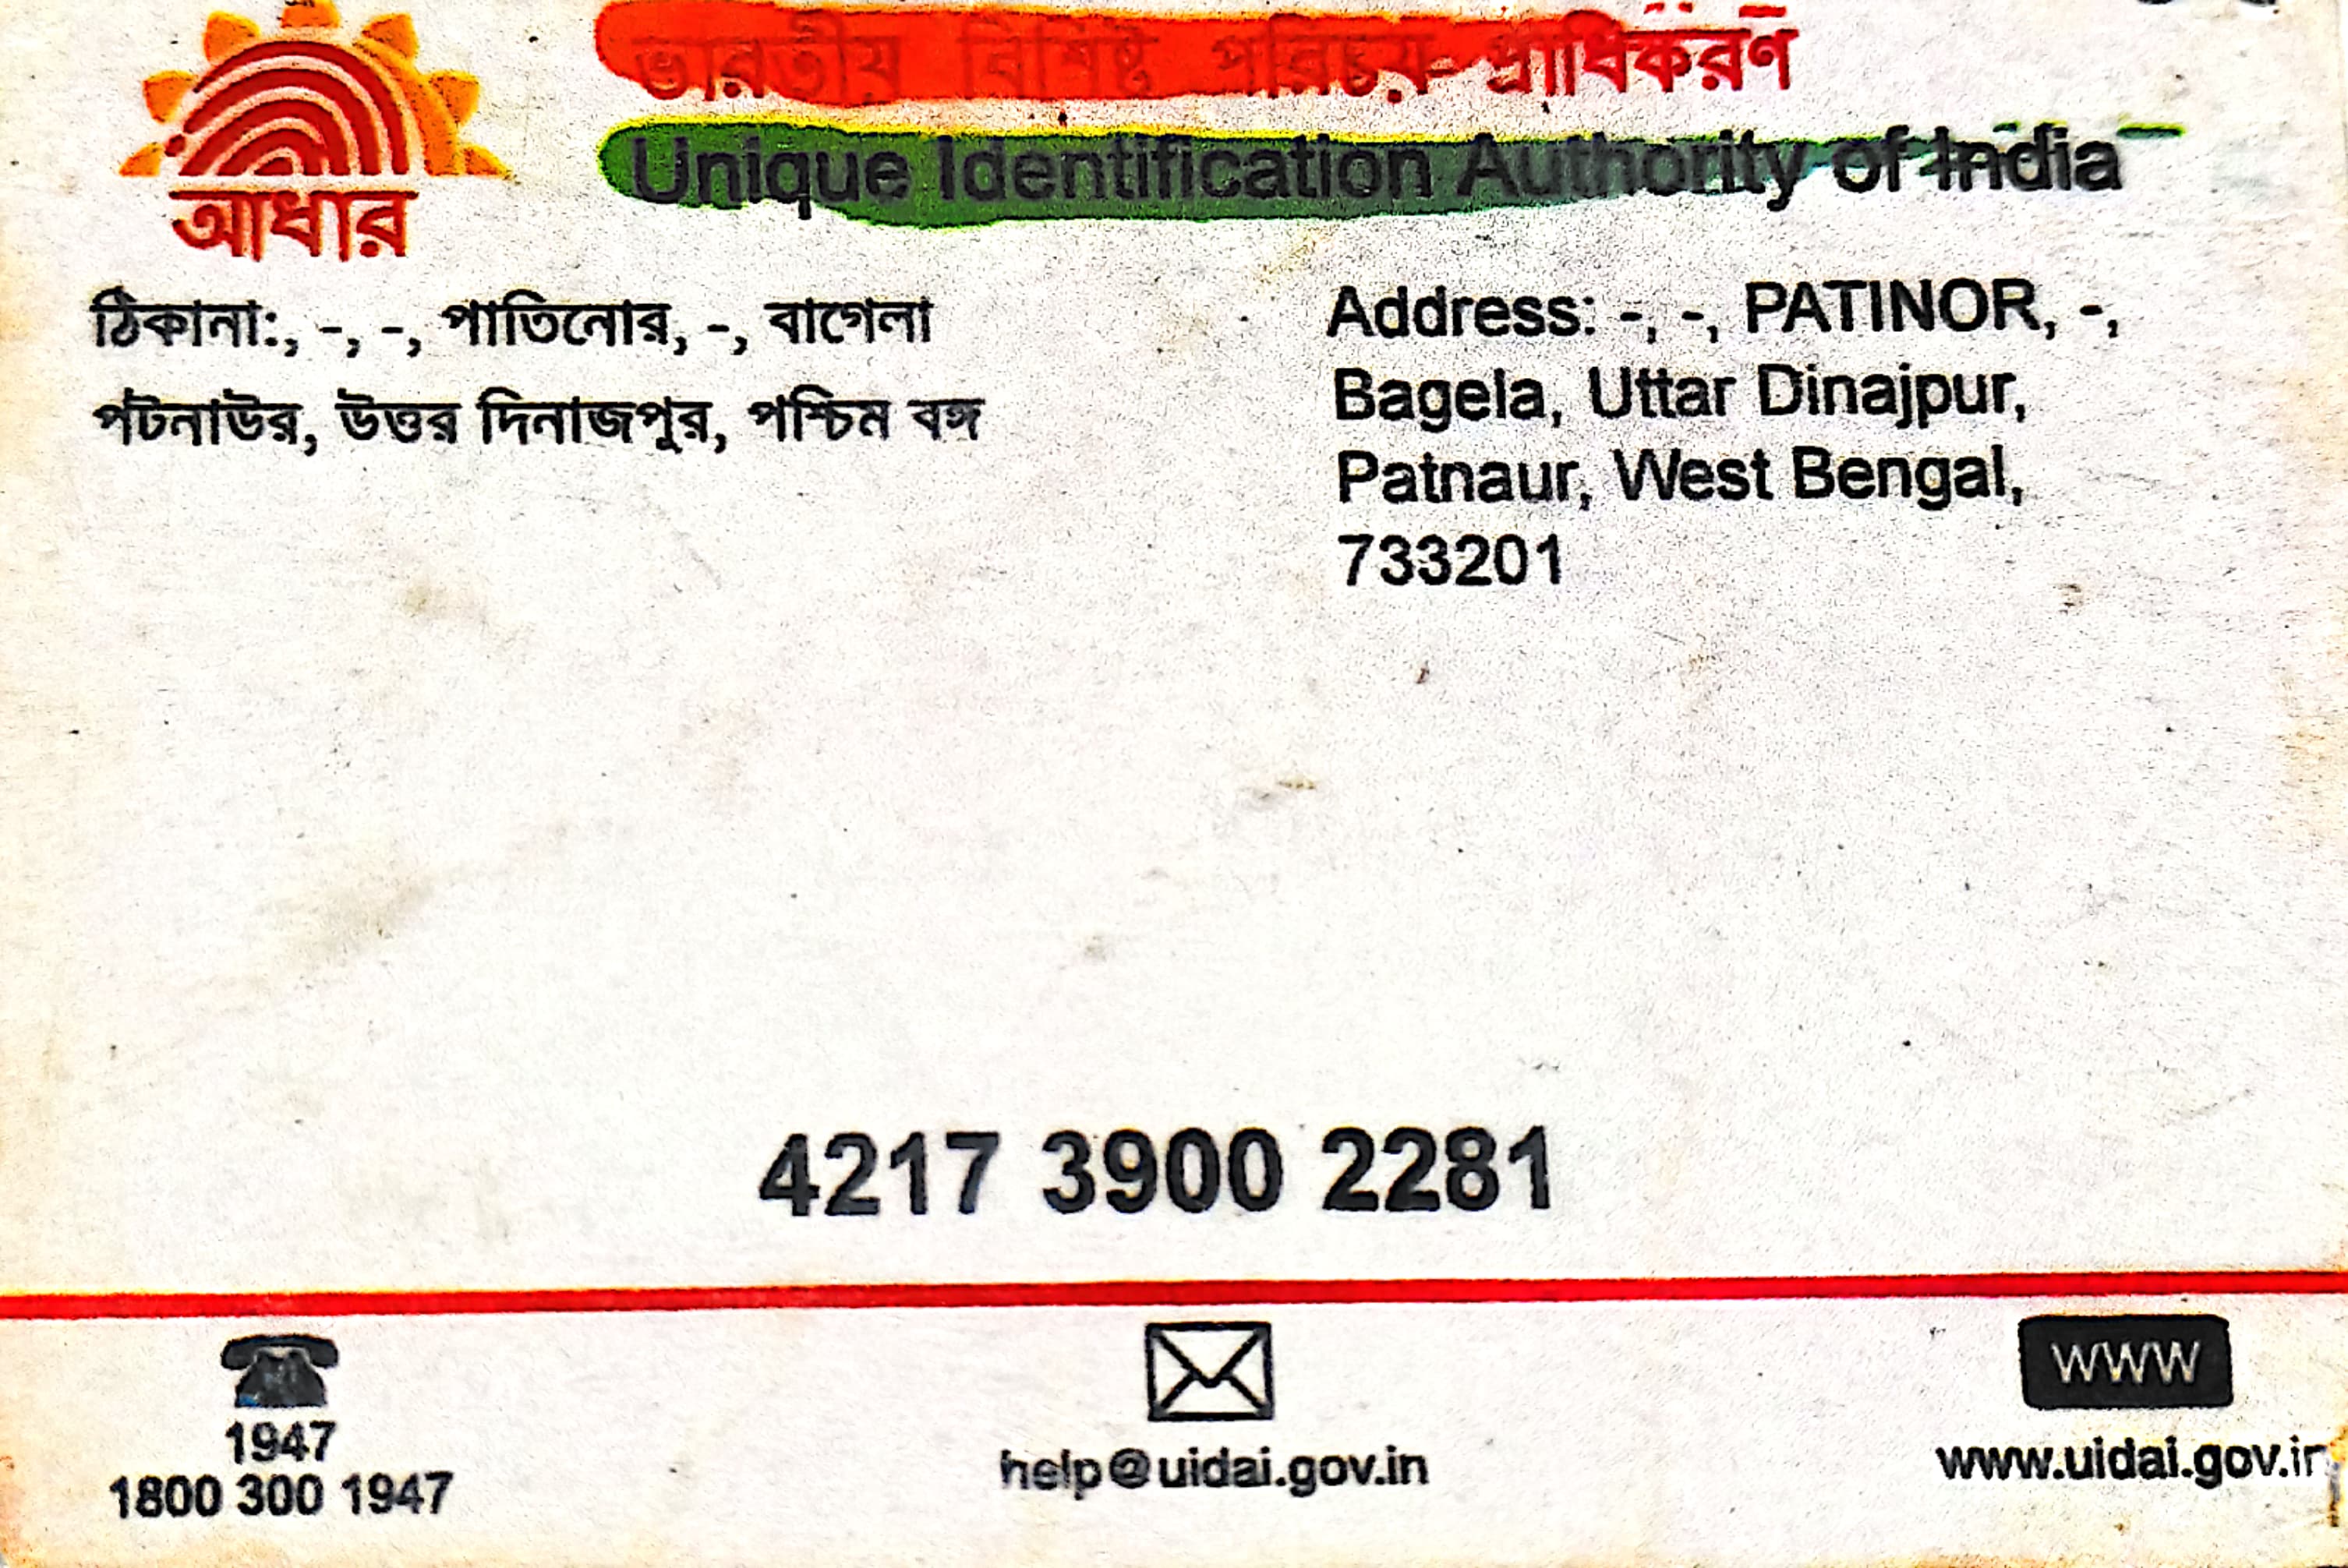 ভারতীয় বিশিষ্ট পরিচয় প্রাধিকরণ
Unique Identification Authority of India
আধার
ঠিকানা:, -, -, পাতিনোর, -, বাগেলা
পটনাউর, উত্তর দিনাজপুর, পশ্চিম বঙ্গ
Address: -, -, PATINOR, -,
Bagela, Uttar Dinajpur,
Patnaur, West Bengal,
733201
4217 3900 2281
1947
1800 300 1947
help@uidai.gov.in
WWW
www.uidai.gov.in